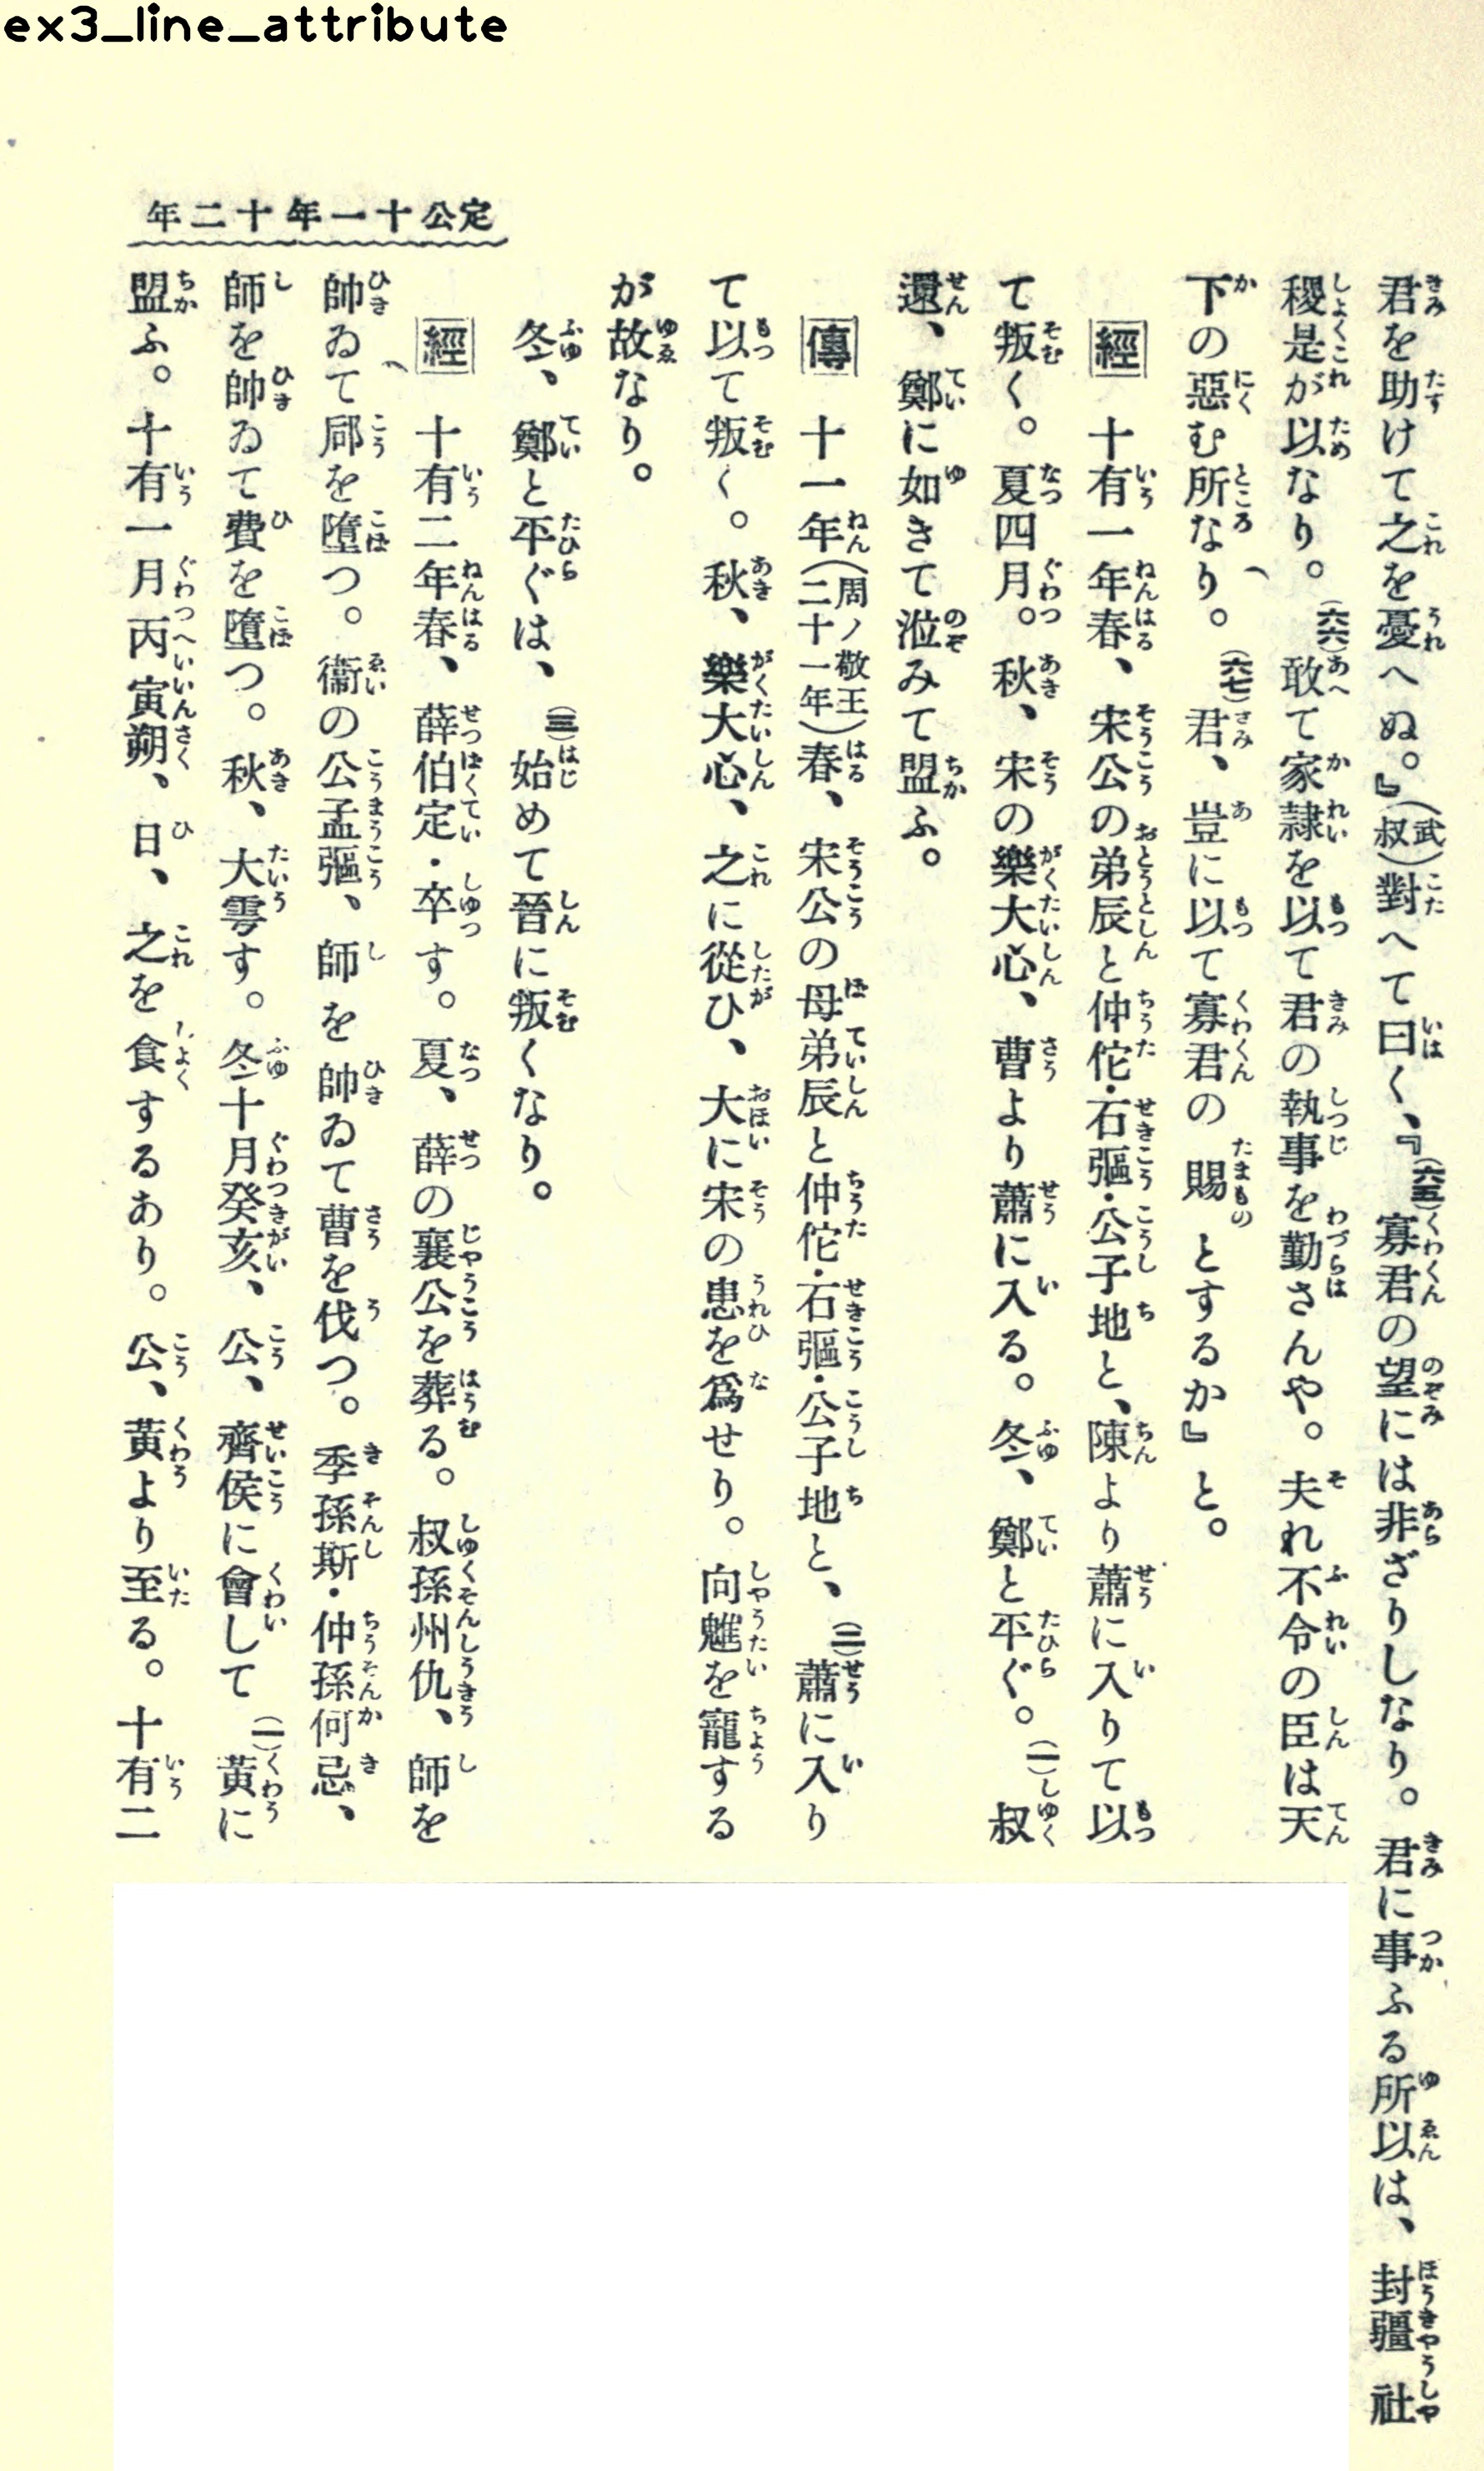 ex3_line_attribute
定公十一年十二年
君を助けて之を憂へぬ。』(武叔)對へて曰く、『(六五)寡君の望には非ざりしなり。君に事ふる所以は、封疆社
稷是が以なり。(六六)敢て家隷を以て君の執事を勤さんや。夫れ不令の臣は天
下の惡む所なり。(六七)君、豈に以て寡君の賜とするか』と。
經 十有一年春、宋公の弟辰と仲佗・石彄・公子地と、陳より蕭に入りて以
て叛く。夏四月。秋、宋の樂大心、曹より蕭に入る。冬、鄭と平ぐ。(一)叔
還、鄭に如きて涖みて盟ふ。
傳 十一年(周ノ敬王二十一年)春、宋公の母弟辰と仲佗・石彄・公子地と、(二)蕭に入り
て以て叛く。秋、樂大心、之に從ひ、大に宋の患を爲せり。向魋を寵する
が故なり。
冬、鄭と平ぐは、(三)始めて晉に叛くなり。
經 十有二年春、薛伯定・卒す。夏、薛の襄公を葬る。叔孫州仇、師を
帥ゐて郈を墮つ。衞の公孟彄、師を帥ゐて曹を伐つ。季孫斯・仲孫何忌、
師を帥ゐて費を墮つ。秋、大雩す。冬十月癸亥、公、齊侯に會して(一)黃に
盟ふ。十有一月丙寅朔、日、之を食するあり。公、黃より至る。十有二